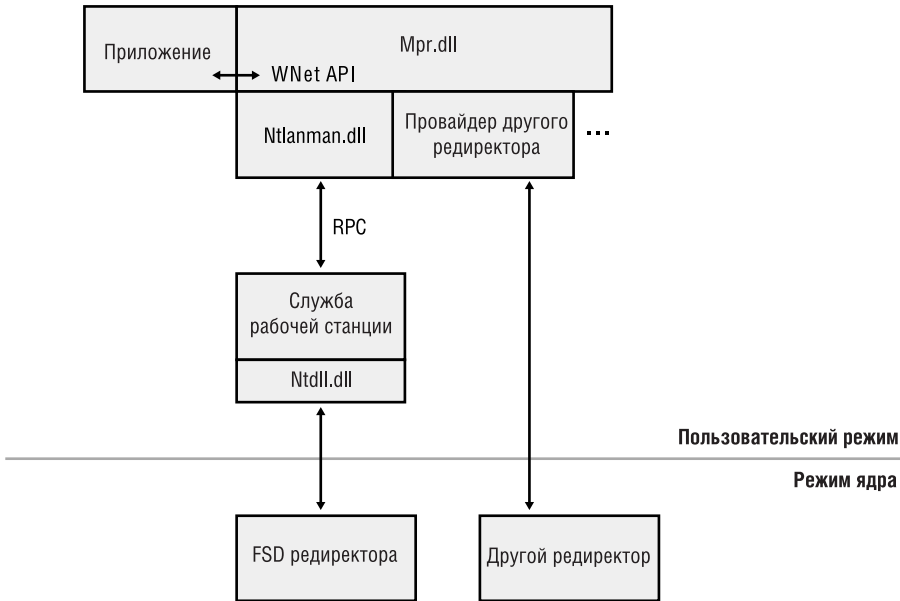 Приложение
Mpr.dll
WNet API
Ntlanman.dll
Провайдер другого
редиректора
...
RPC
Служба
рабочей станции
Ntdll.dll
Пользовательский режим
Режим ядра
FSD редиректора
Другой редиректор